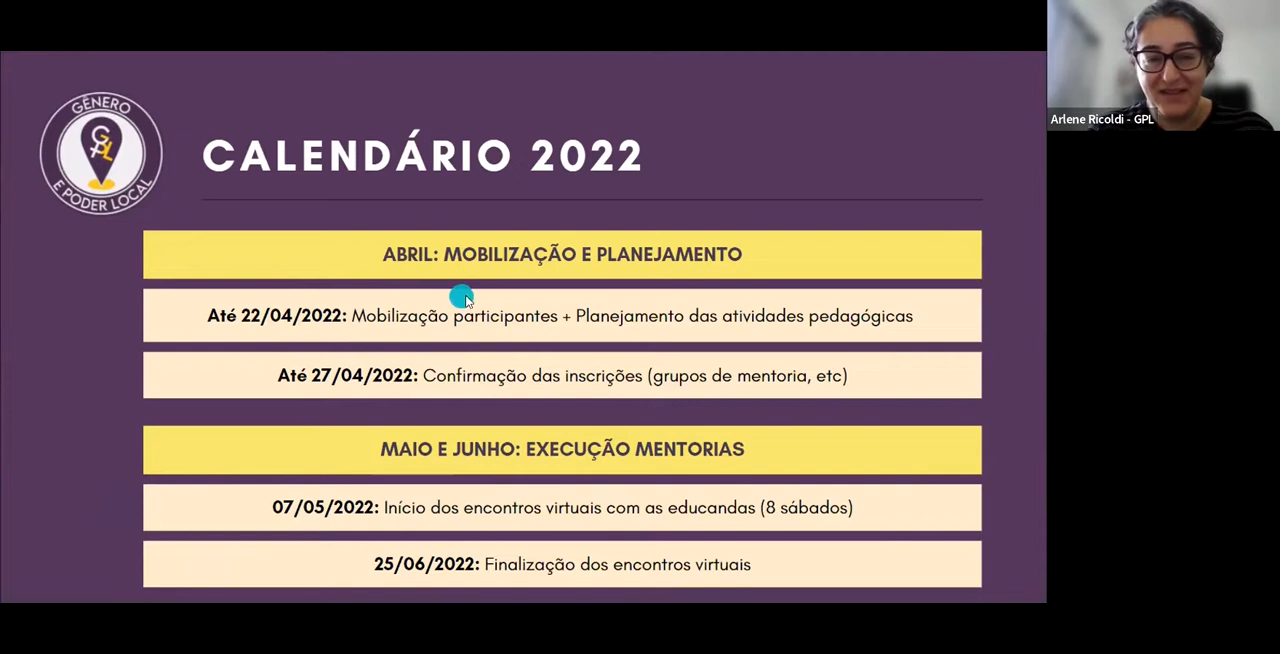 GÊNERO
GPL
E PODER LOCAL
CALENDÁRIO 2022
ABRIL: MOBILIZAÇÃO E PLANEJAMENTO
Até 22/04/2022: Mobilização participantes + Planejamento das atividades pedagógicas
Até 27/04/2022: Confirmação das inscrições (grupos de mentoria, etc)
MAIO E JUNHO: EXECUÇÃO MENTORIAS
07/05/2022: Início dos encontros virtuais com as educandas (8 sábados)
25/06/2022: Finalização dos encontros virtuais
Arlene Ricoldi - GPL